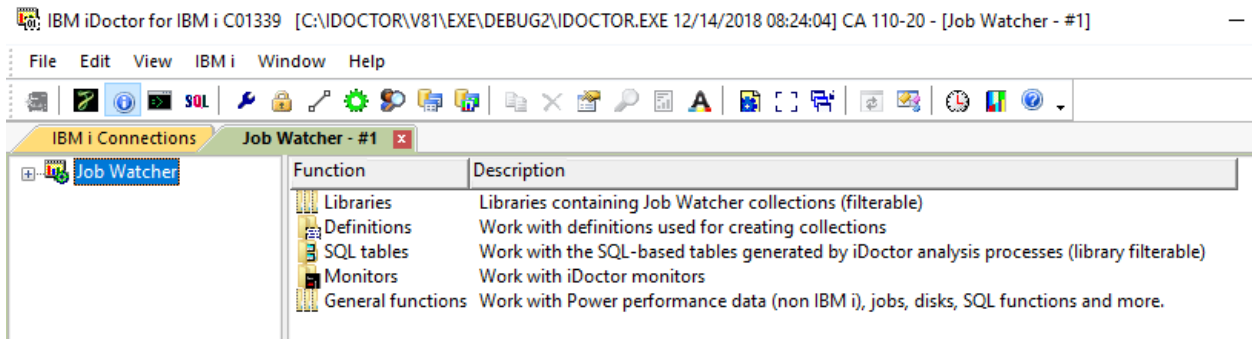 IBM iDoctor for IBM i C01339 [C:\IDOCTOR\V81\EXE\DEBUG2\IDOCTOR.EXE 12/14/2018 08:24:04] CA 110-20 - [Job Watcher - #1]
File Edit View IBM i Window Help
SQL A
IBM i Connections Job Watcher - #1 x
Job Watcher Function Description
Libraries Libraries containing Job Watcher collections (filterable)
Definitions Work with definitions used for creating collections
SQL tables Work with the SQL-based tables generated by iDoctor analysis processes (library filterable)
Monitors Work with iDoctor monitors
General functions Work with Power performance data (non IBM i), jobs, disks, SQL functions and more.